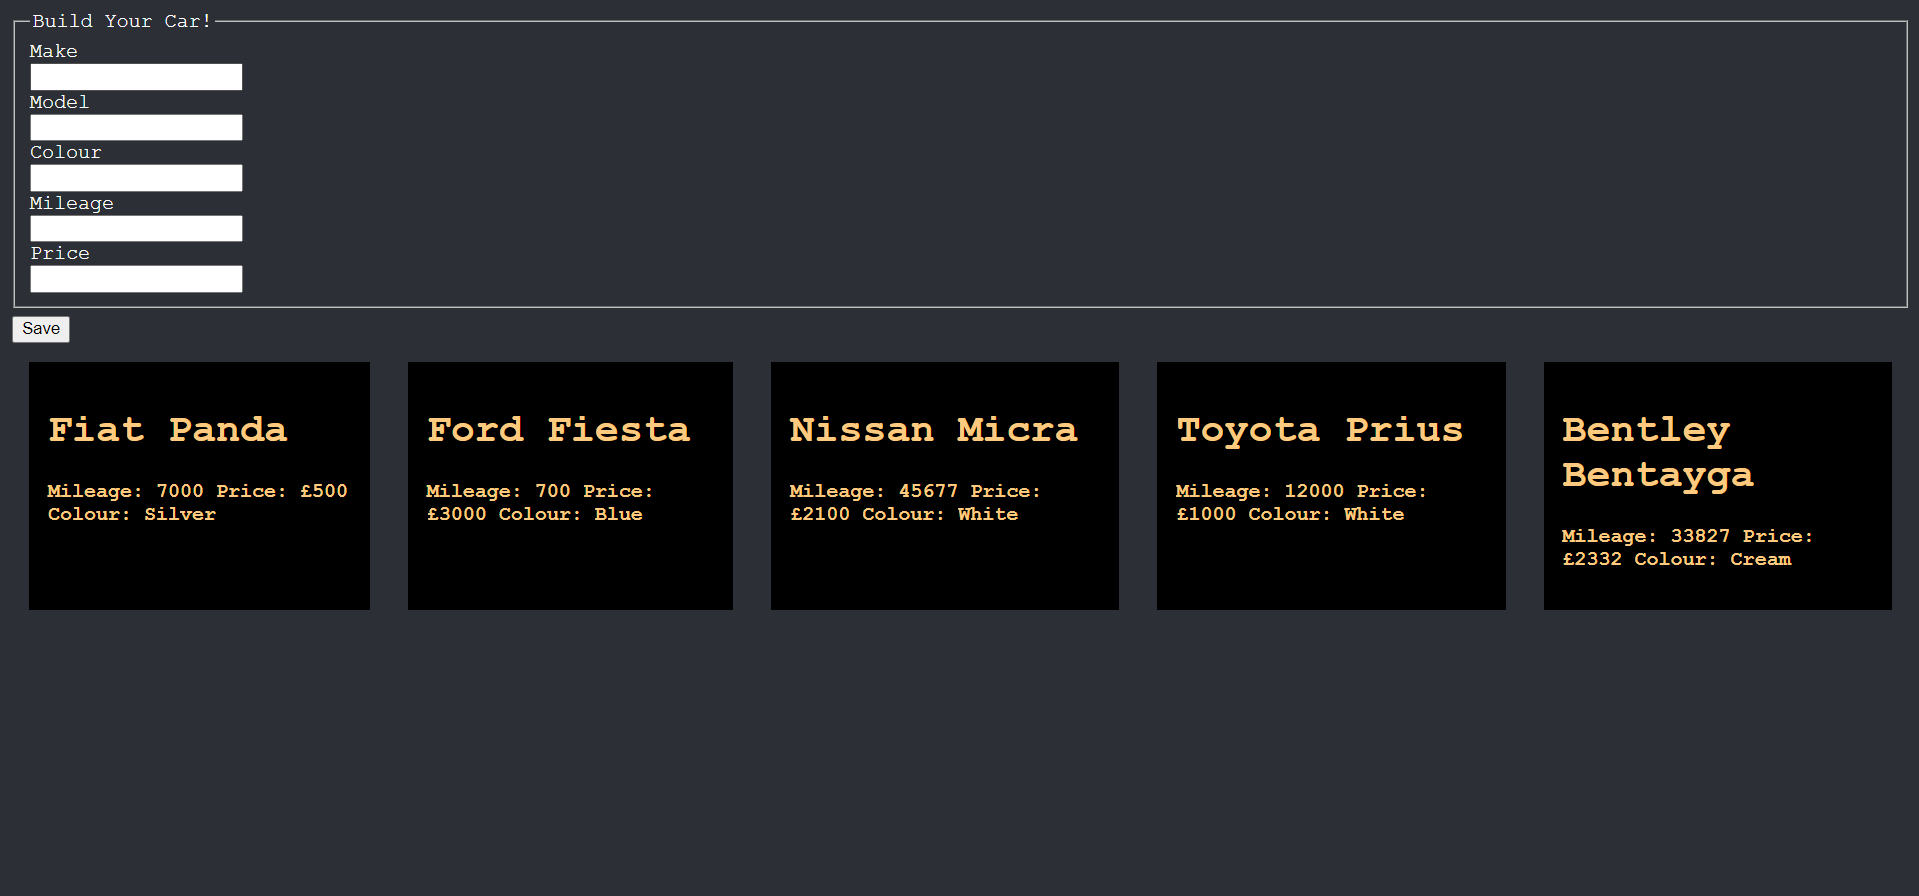 Build Your Car!
Make
Model
Colour
Mileage
Price
Save
Fiat Panda
Mileage: 7000 Price: £500
Colour: Silver
Ford Fiesta
Mileage: 700 Price:
£3000 Colour: Blue
Nissan Micra
Mileage: 45677 Price:
£2100 Colour: White
Toyota Prius
Mileage: 12000 Price:
£1000 Colour: White
Bentley
Bentayga
Mileage: 33827 Price:
£2332 Colour: Cream